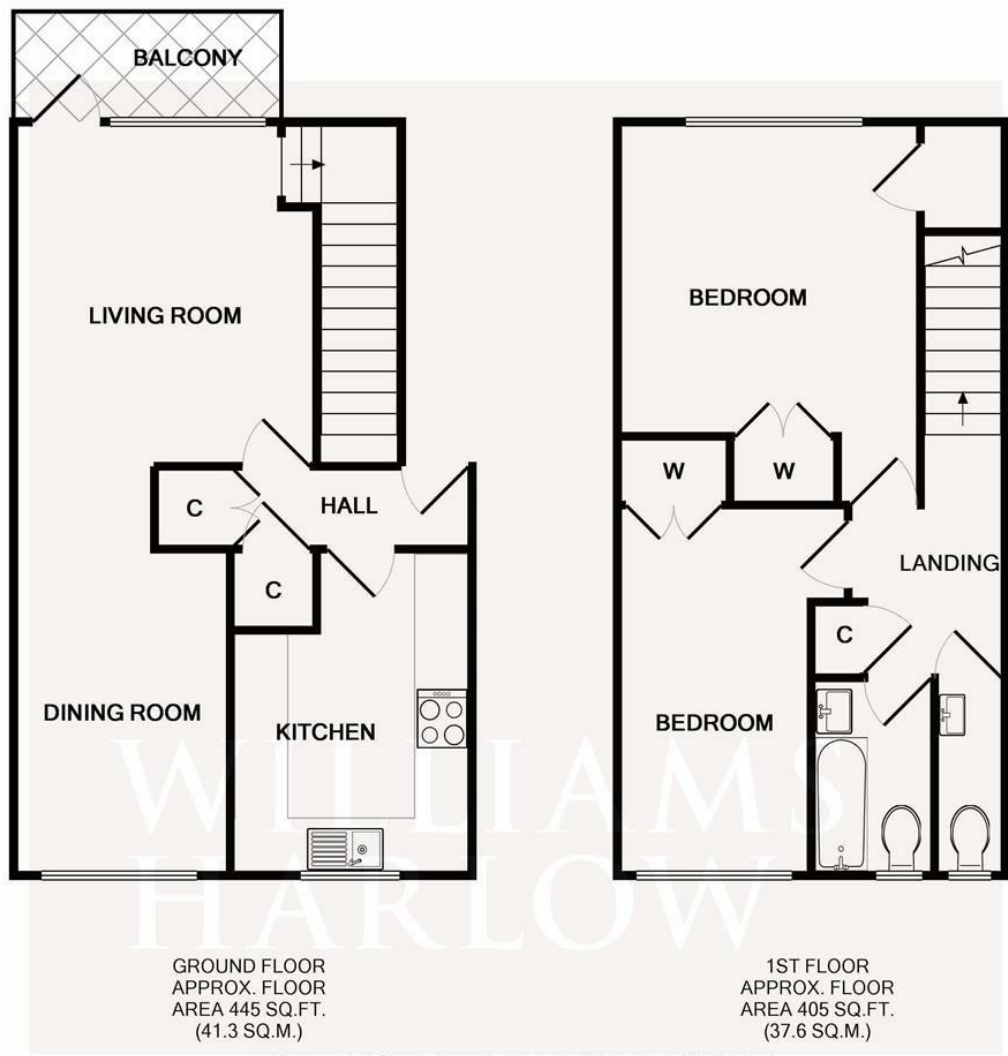 BALCONY
LIVING ROOM
BEDROOM
W
W
C
HALL
C
LANDING
C
DINING ROOM
KITCHEN
BEDROOM
WILLIAMS
HARLOW
GROUND FLOOR
APPROX. FLOOR
AREA 445 SQ.FT.
(41.3 SQ.M.)
1ST FLOOR
APPROX. FLOOR
AREA 405 SQ.FT.
(37.6 SQ.M.)